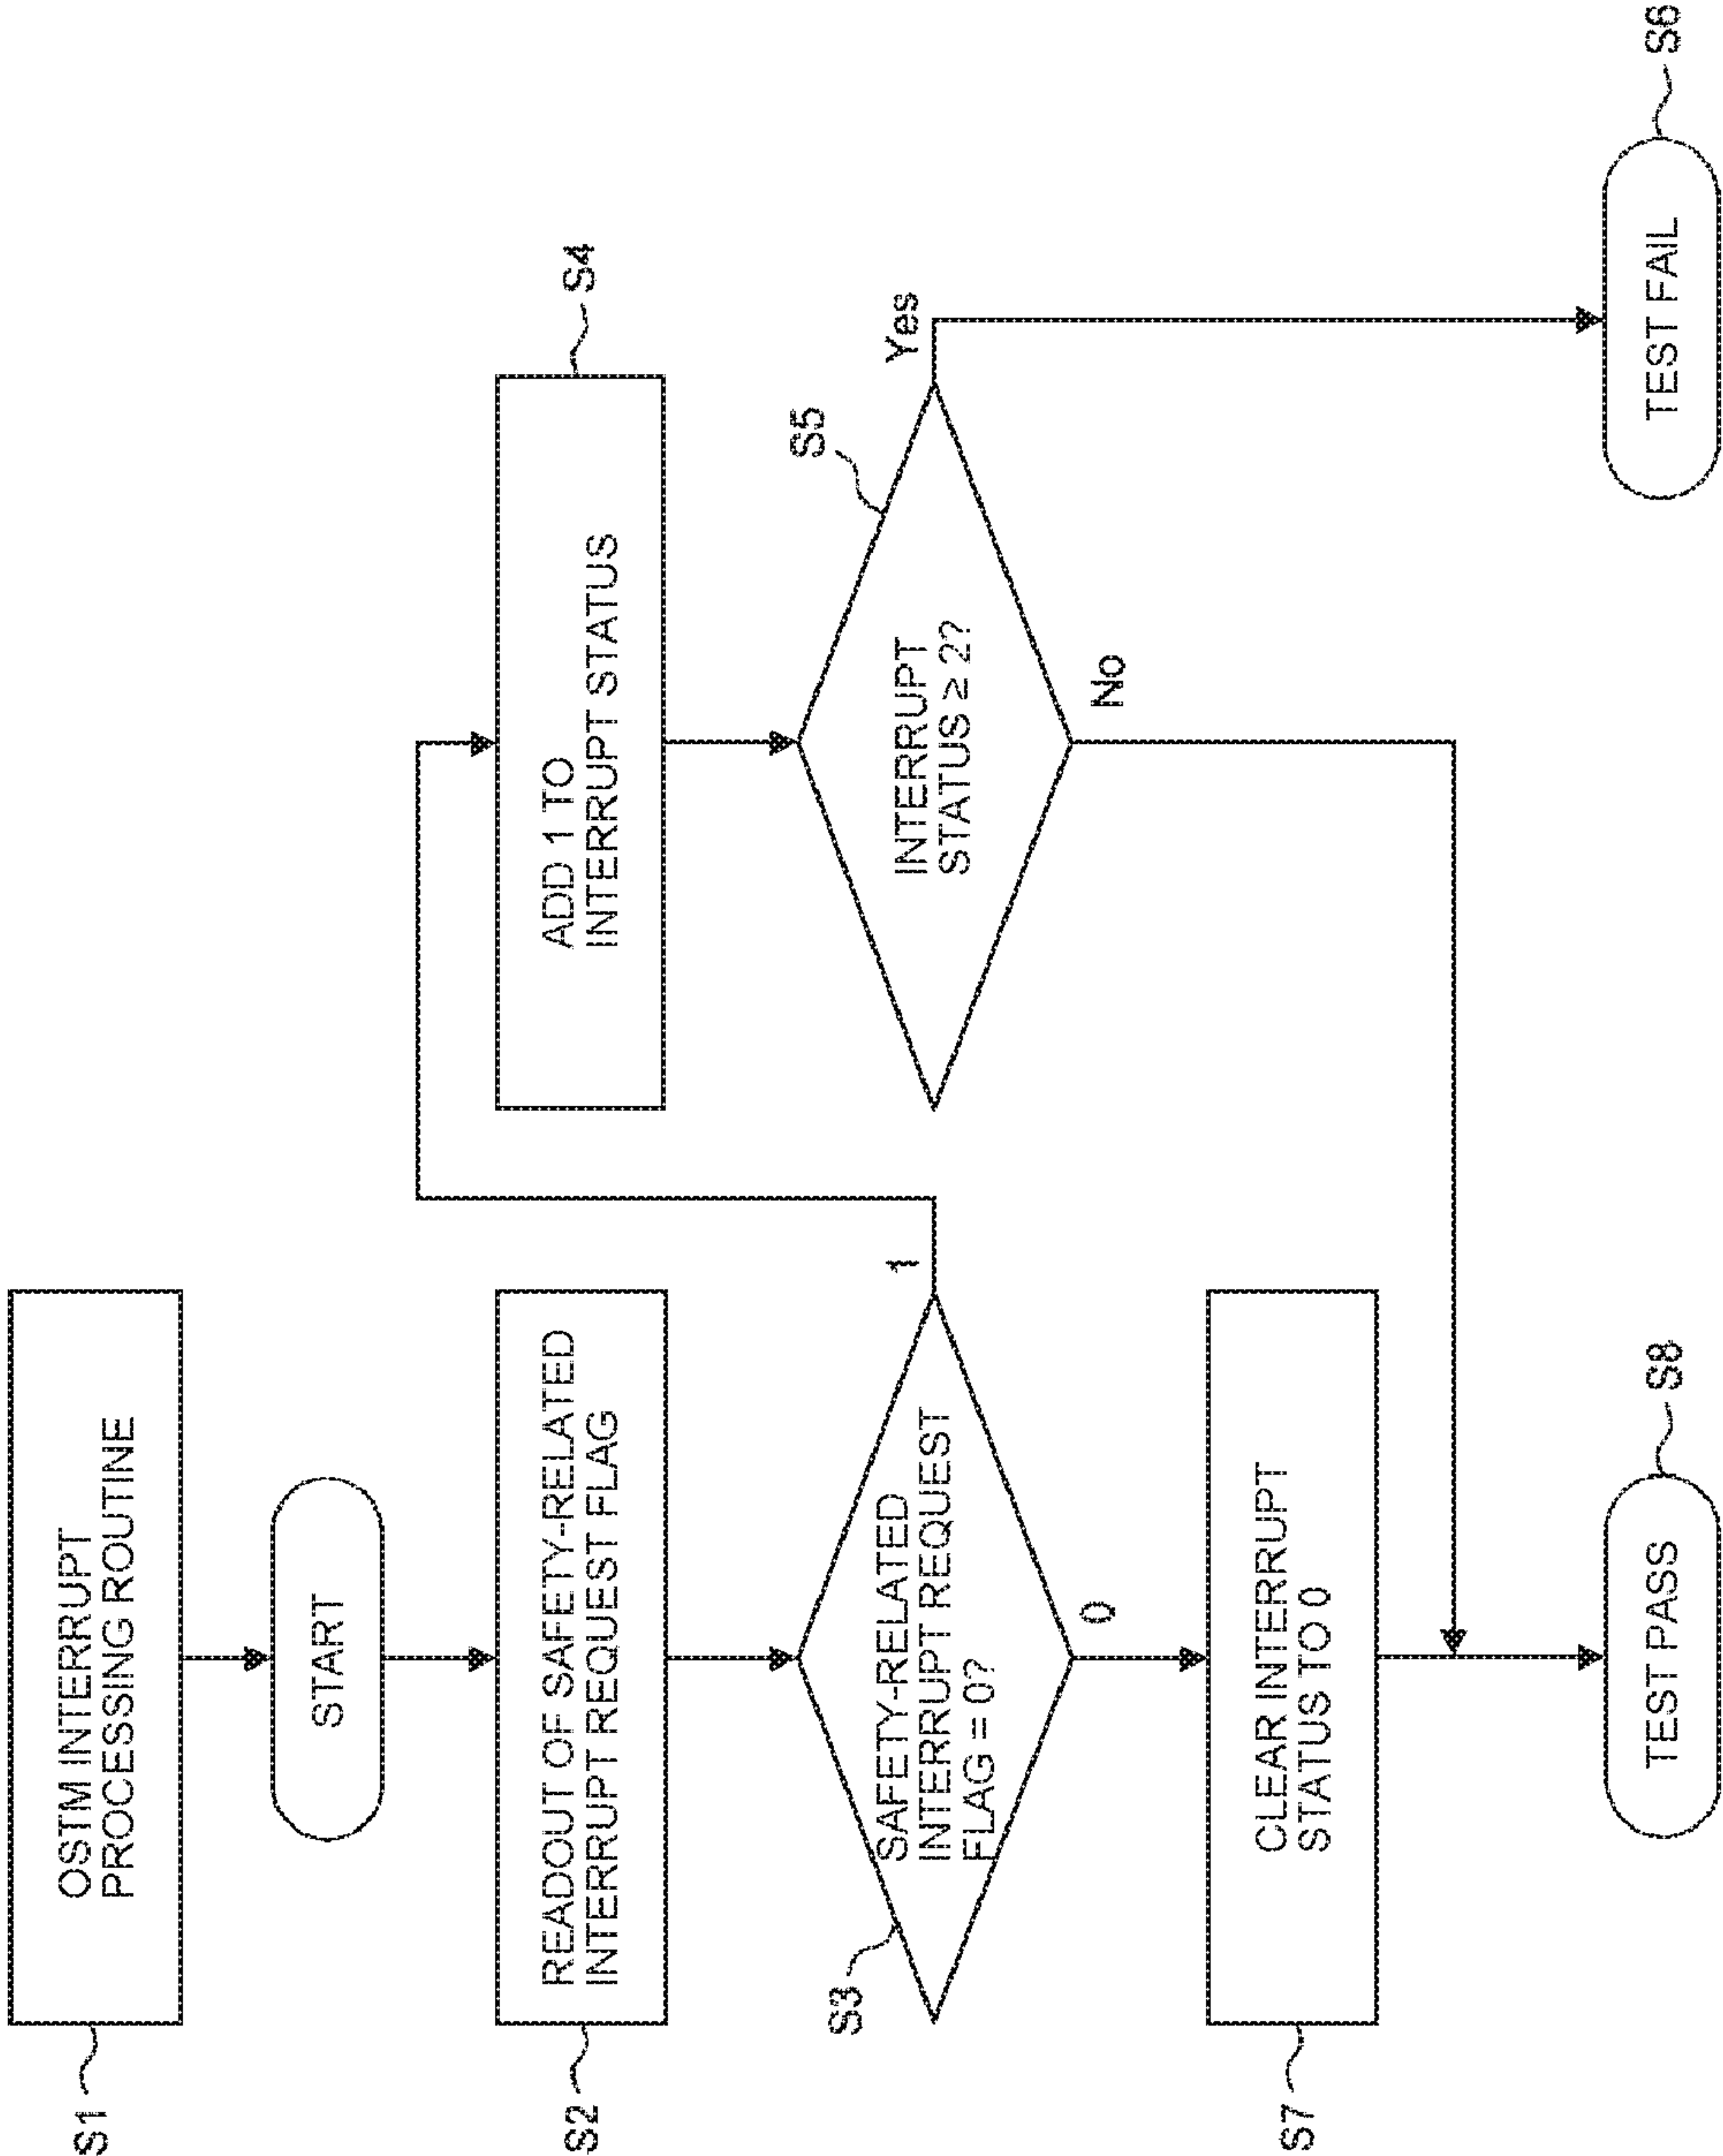 S1
OSTM INTERRUPT
PROCESSING ROUTINE
START
S2
READOUT OF SAFETY-RELATED
INTERRUPT REQUEST FLAG
S3
SAFETY-RELATED
INTERRUPT REQUEST
FLAG = 0?
1
0
S4
ADD 1 TO
INTERRUPT STATUS
S5
INTERRUPT
STATUS ≥ 2?
Yes
No
S7
CLEAR INTERRUPT
STATUS TO 0
TEST PASS
S8
TEST FAIL
S6